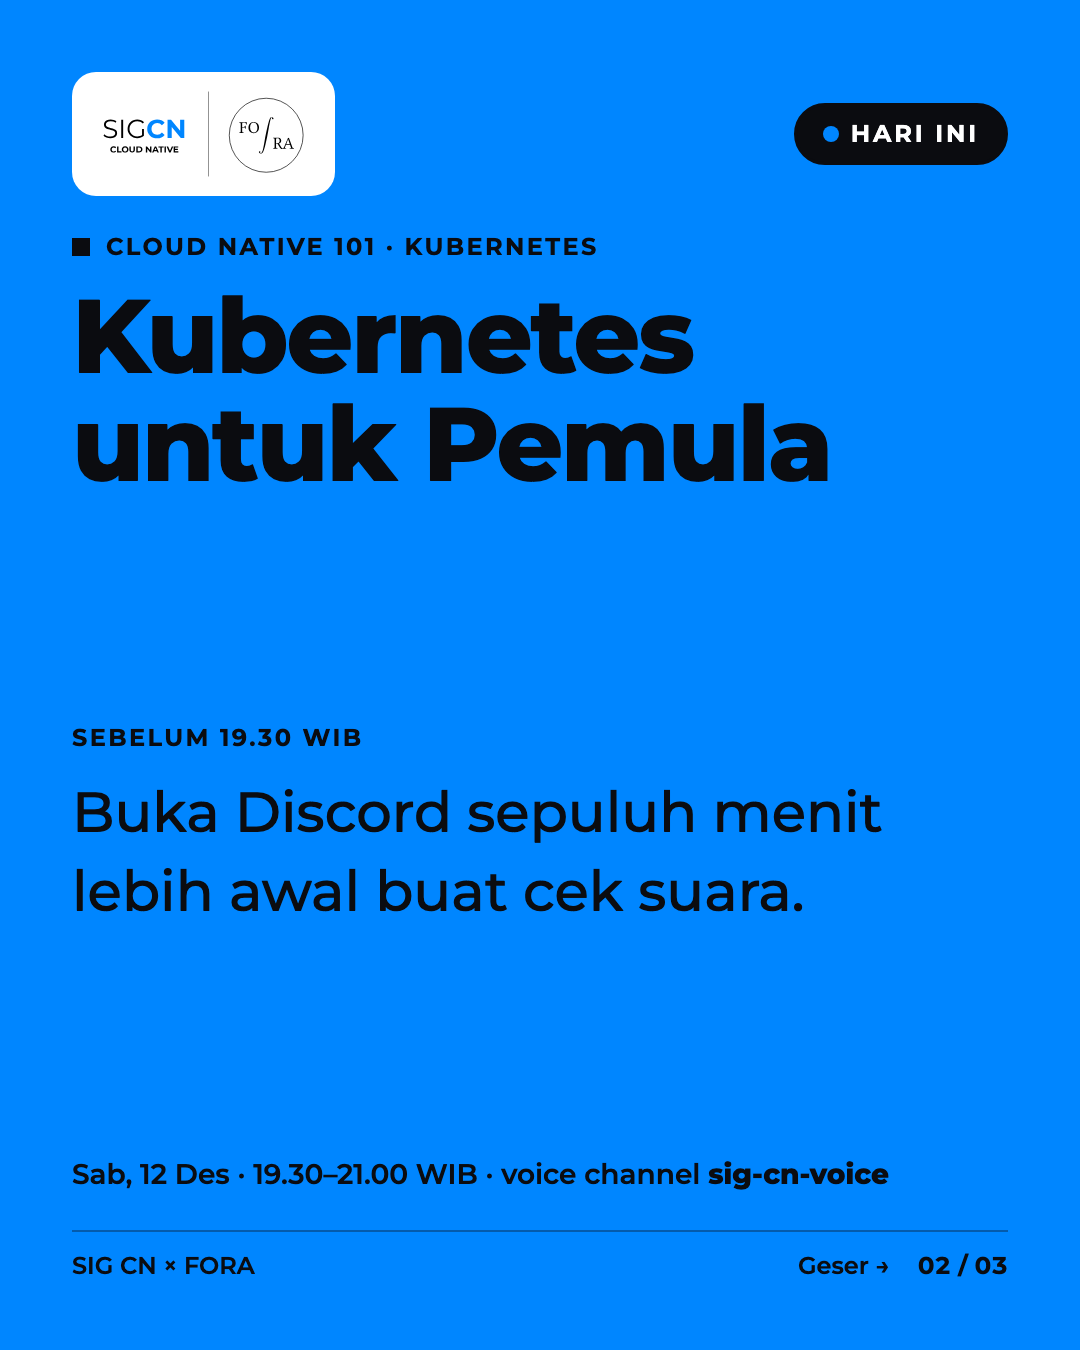 SIGCN
CLOUD NATIVE
FO RA
HARI INI
CLOUD NATIVE 101 · KUBERNETES
Kubernetes
untuk Pemula
SEBELUM 19.30 WIB
Buka Discord sepuluh menit
lebih awal buat cek suara.
Sab, 12 Des · 19.30–21.00 WIB · voice channel sig-cn-voice
SIG CN × FORA
Geser → 02 / 03